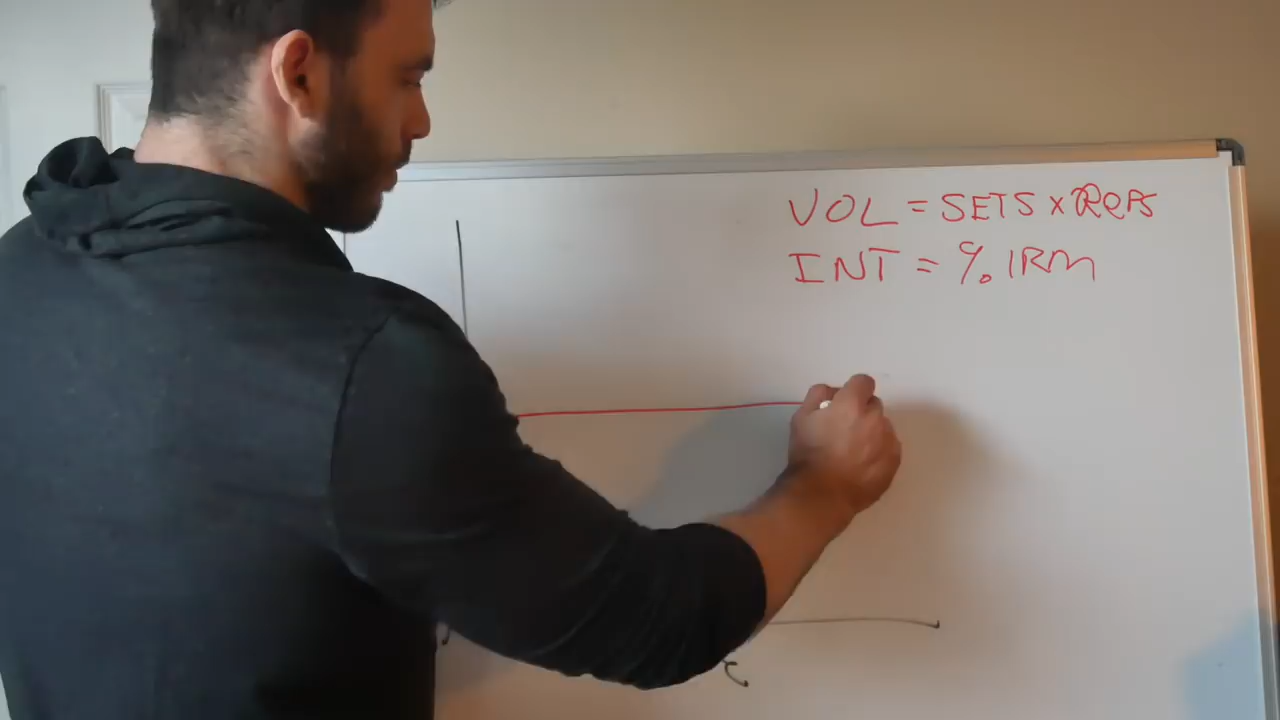 VOL = SETS x Reps
INT = % 1RM